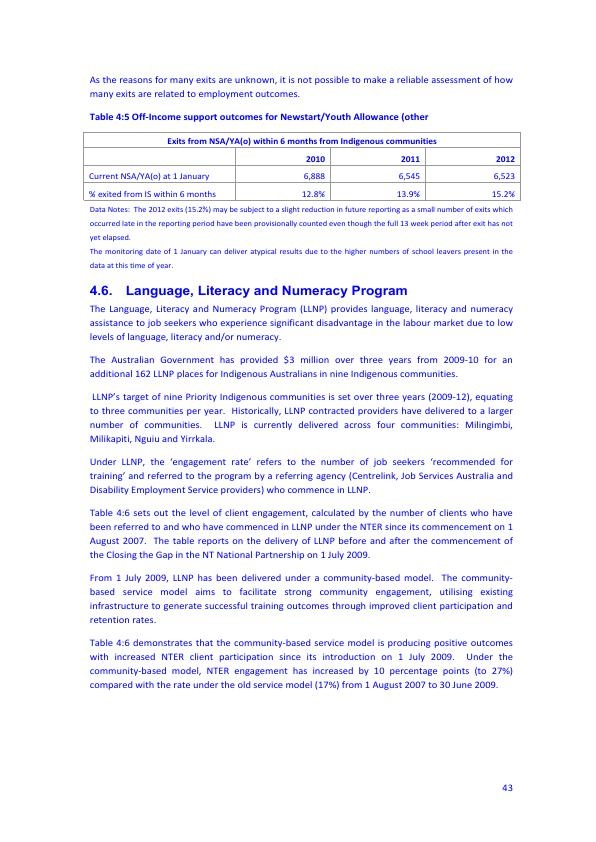 As the reasons for many exits are unknown, it is not possible to make a reliable assessment of how
many exits are related to employment outcomes.
Table 4:5 Off-Income support outcomes for Newstart/Youth Allowance (other
Exits from NSA/YA(o) within 6 months from Indigenous communities
2010 2011 2012
Current NSA/YA(o) at 1 January 6,888 6,545 6,523
% exited from IS within 6 months 12.8% 13.9% 15.2%
Data Notes: The 2012 exits (15.2%) may be subject to a slight reduction in future reporting as a small number of exits which
occurred late in the reporting period have been provisionally counted even though the full 13 week period after exit has not
yet elapsed.
The monitoring date of 1 January can deliver atypical results due to the higher numbers of school leavers present in the
data at this time of year.
4.6. Language, Literacy and Numeracy Program
The Language, Literacy and Numeracy Program (LLNP) provides language, literacy and numeracy
assistance to job seekers who experience significant disadvantage in the labour market due to low
levels of language, literacy and/or numeracy.
The Australian Government has provided $3 million over three years from 2009-10 for an
additional 162 LLNP places for Indigenous Australians in nine Indigenous communities.
LLNP's target of nine Priority Indigenous communities is set over three years (2009-12), equating
to three communities per year. Historically, LLNP contracted providers have delivered to a larger
number of communities. LLNP is currently delivered across four communities: Milingimbi,
Milikapiti, Nguiu and Yirrkala.
Under LLNP, the 'engagement rate' refers to the number of job seekers 'recommended for
training' and referred to the program by a referring agency (Centrelink, Job Services Australia and
Disability Employment Service providers) who commence in LLNP.
Table 4:6 sets out the level of client engagement, calculated by the number of clients who have
been referred to and who have commenced in LLNP under the NTER since its commencement on 1
August 2007. The table reports on the delivery of LLNP before and after the commencement of
the Closing the Gap in the NT National Partnership on 1 July 2009.
From 1 July 2009, LLNP has been delivered under a community-based model. The community-
based service model aims to facilitate strong community engagement, utilising existing
infrastructure to generate successful training outcomes through improved client participation and
retention rates.
Table 4:6 demonstrates that the community-based service model is producing positive outcomes
with increased NTER client participation since its introduction on 1 July 2009. Under the
community-based model, NTER engagement has increased by 10 percentage points (to 27%)
compared with the rate under the old service model (17%) from 1 August 2007 to 30 June 2009.
43